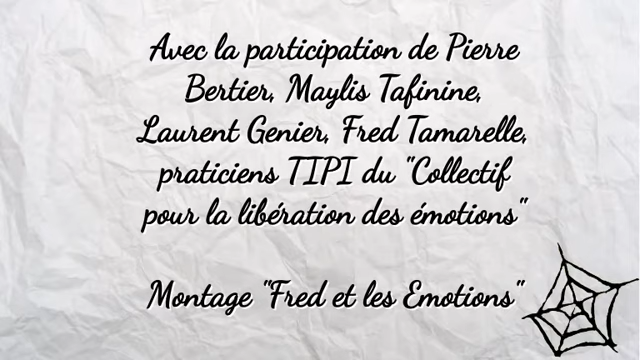 Avec la participation de Pierre
Bertier, Maylis Tafinine,
Laurent Genier, Fred Tamarelle,
praticiens TIPI du "Collectif
pour la libération des émotions"
Montage "Fred et les Emotions"